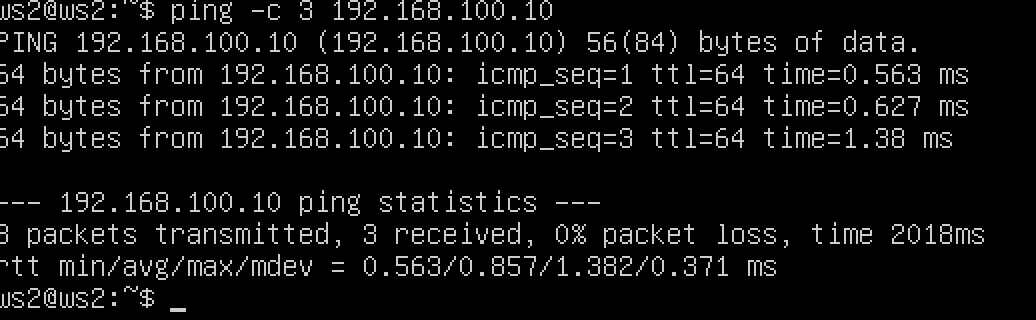 ws2@ws2:~$ ping -c 3 192.168.100.10
PING 192.168.100.10 (192.168.100.10) 56(84) bytes of data.
64 bytes from 192.168.100.10: icmp_seq=1 ttl=64 time=0.563 ms
64 bytes from 192.168.100.10: icmp_seq=2 ttl=64 time=0.627 ms
64 bytes from 192.168.100.10: icmp_seq=3 ttl=64 time=1.38 ms
--- 192.168.100.10 ping statistics ---
3 packets transmitted, 3 received, 0% packet loss, time 2018ms
rtt min/avg/max/mdev = 0.563/0.857/1.382/0.371 ms
ws2@ws2:~$ _